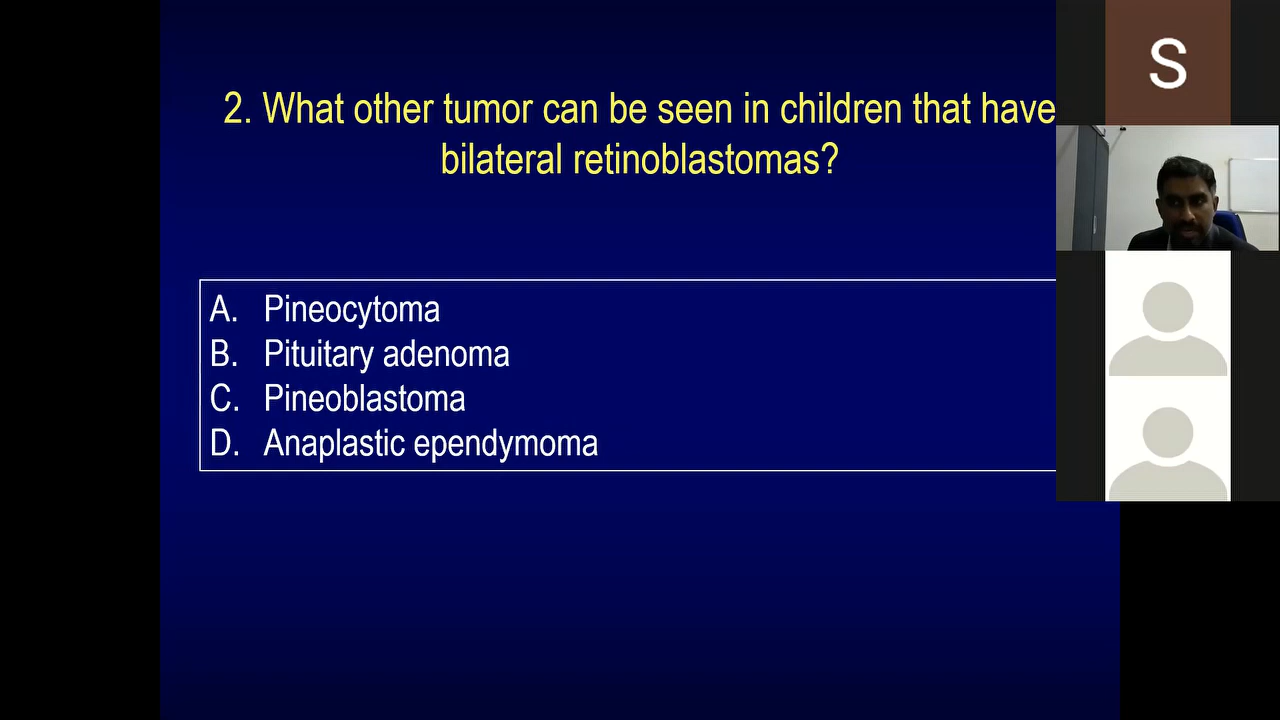 2. What other tumor can be seen in children that have
bilateral retinoblastomas?
A. Pineocytoma
B. Pituitary adenoma
C. Pineoblastoma
D. Anaplastic ependymoma
S